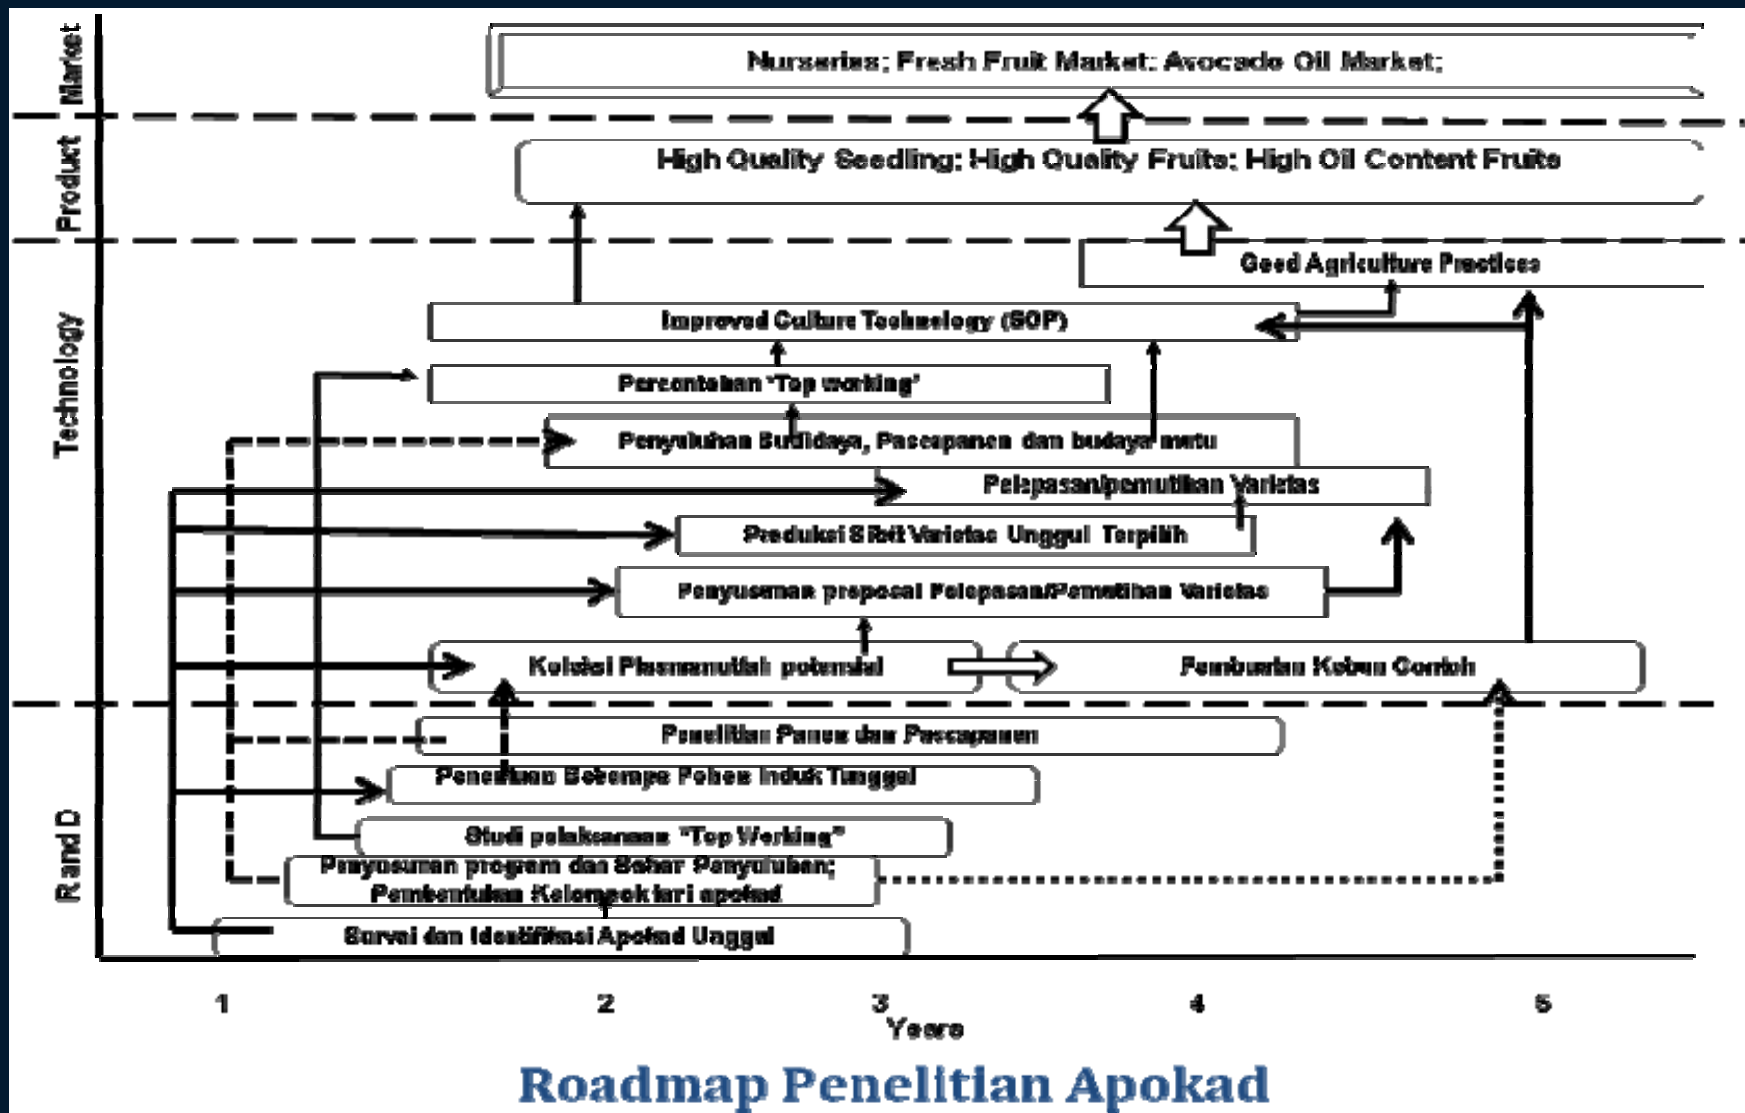 Market
Nurseries; Fresh Fruit Market; Avocado Oil Market;
Product
High Quality Seedling; High Quality Fruits; High Oil Content Fruits
Technology
Good Agriculture Practices
Improved Culture Technology (SOP)
Percontohan "Top working"
Penyuluhan Budidaya, Pascapanen dan budaya mutu
Pelepasan/pemutihan Varietas
Produksi Bibit Varietas Unggul Terpilih
Penyusunan proposal Pelepasan/Pemutihan Varietas
Koleksi Plasmanutfah potensial
Pembuatan Kebun Contoh
R and D
Penelitian Panen dan Pascapanen
Penentuan Beberapa Pohon Induk Tunggal
Studi pelaksanaan "Top Working"
Penyusunan program dan Bahan Penyuluhan;
Pembentukan Kelompok tani apokad
Survai dan Identifikasi Apokad Unggul
1 2 3 4 5
Years
Roadmap Penelitian Apokad